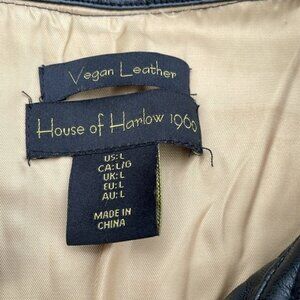 Vegan Leather
House of Harlow 1960
US:L
CA:L/G
UK:L
EU:L
AU:L
MADE IN
CHINA